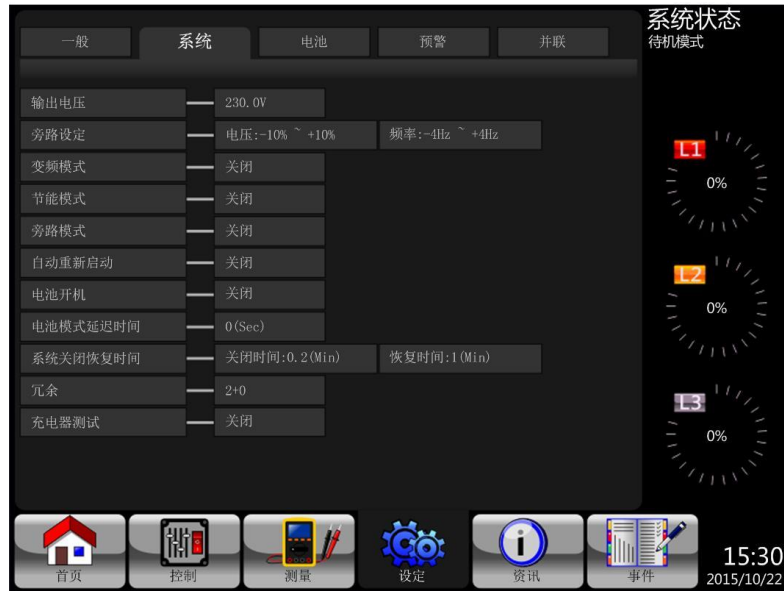 一般 系统 电池 预警 并联
系统状态
待机模式
输出电压 230.0V
旁路设定 电压:-10% ~ +10% 频率:-4Hz ~ +4Hz
变频模式 关闭
节能模式 关闭
旁路模式 关闭
自动重新启动 关闭
电池开机 关闭
电池模式延迟时间 0(Sec)
系统关闭恢复时间 关闭时间:0.2(Min) 恢复时间:1(Min)
冗余 2+0
充电器测试 关闭
L1
0%
L2
0%
L3
0%
首页 控制 测量 设定 资讯 事件
15:30
2015/10/22